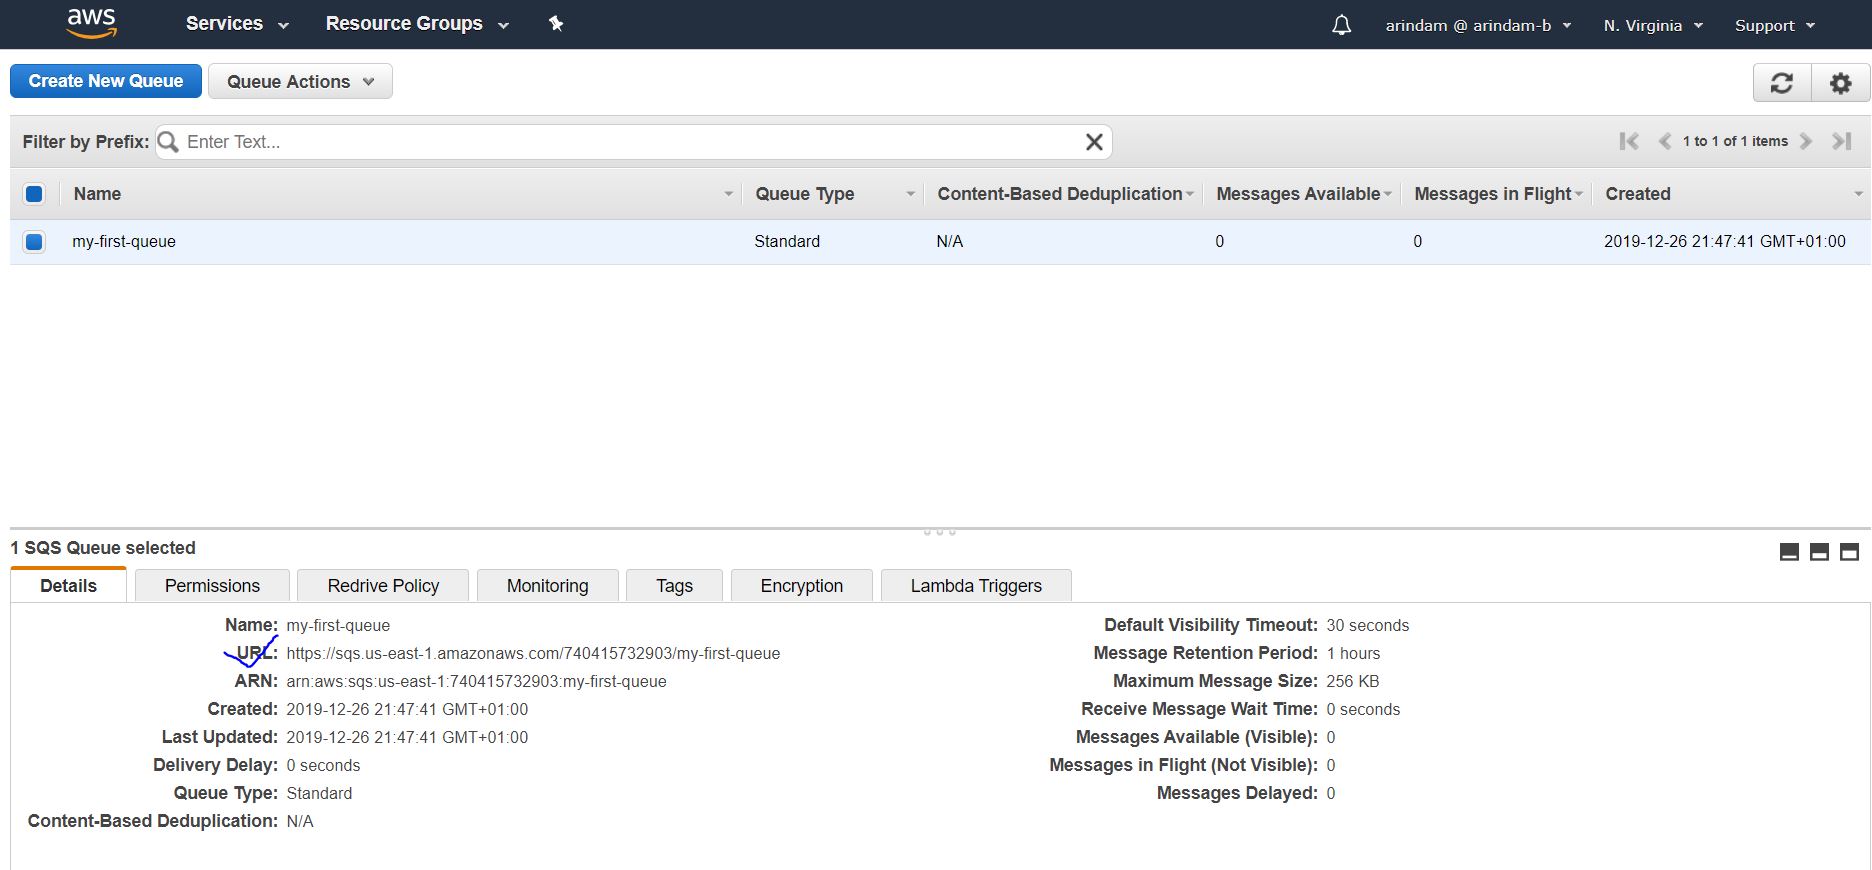 aws Services Resource Groups arindam @ arindam-b N. Virginia Support
Create New Queue Queue Actions
Filter by Prefix: Enter Text... 1 to 1 of 1 items
Name Queue Type Content-Based Deduplication Messages Available Messages in Flight Created
my-first-queue Standard N/A 0 0 2019-12-26 21:47:41 GMT+01:00
1 SQS Queue selected
Details Permissions Redrive Policy Monitoring Tags Encryption Lambda Triggers
Name: my-first-queue
URL: https://sqs.us-east-1.amazonaws.com/740415732903/my-first-queue
ARN: arn:aws:sqs:us-east-1:740415732903:my-first-queue
Created: 2019-12-26 21:47:41 GMT+01:00
Last Updated: 2019-12-26 21:47:41 GMT+01:00
Delivery Delay: 0 seconds
Queue Type: Standard
Content-Based Deduplication: N/A
Default Visibility Timeout: 30 seconds
Message Retention Period: 1 hours
Maximum Message Size: 256 KB
Receive Message Wait Time: 0 seconds
Messages Available (Visible): 0
Messages in Flight (Not Visible): 0
Messages Delayed: 0